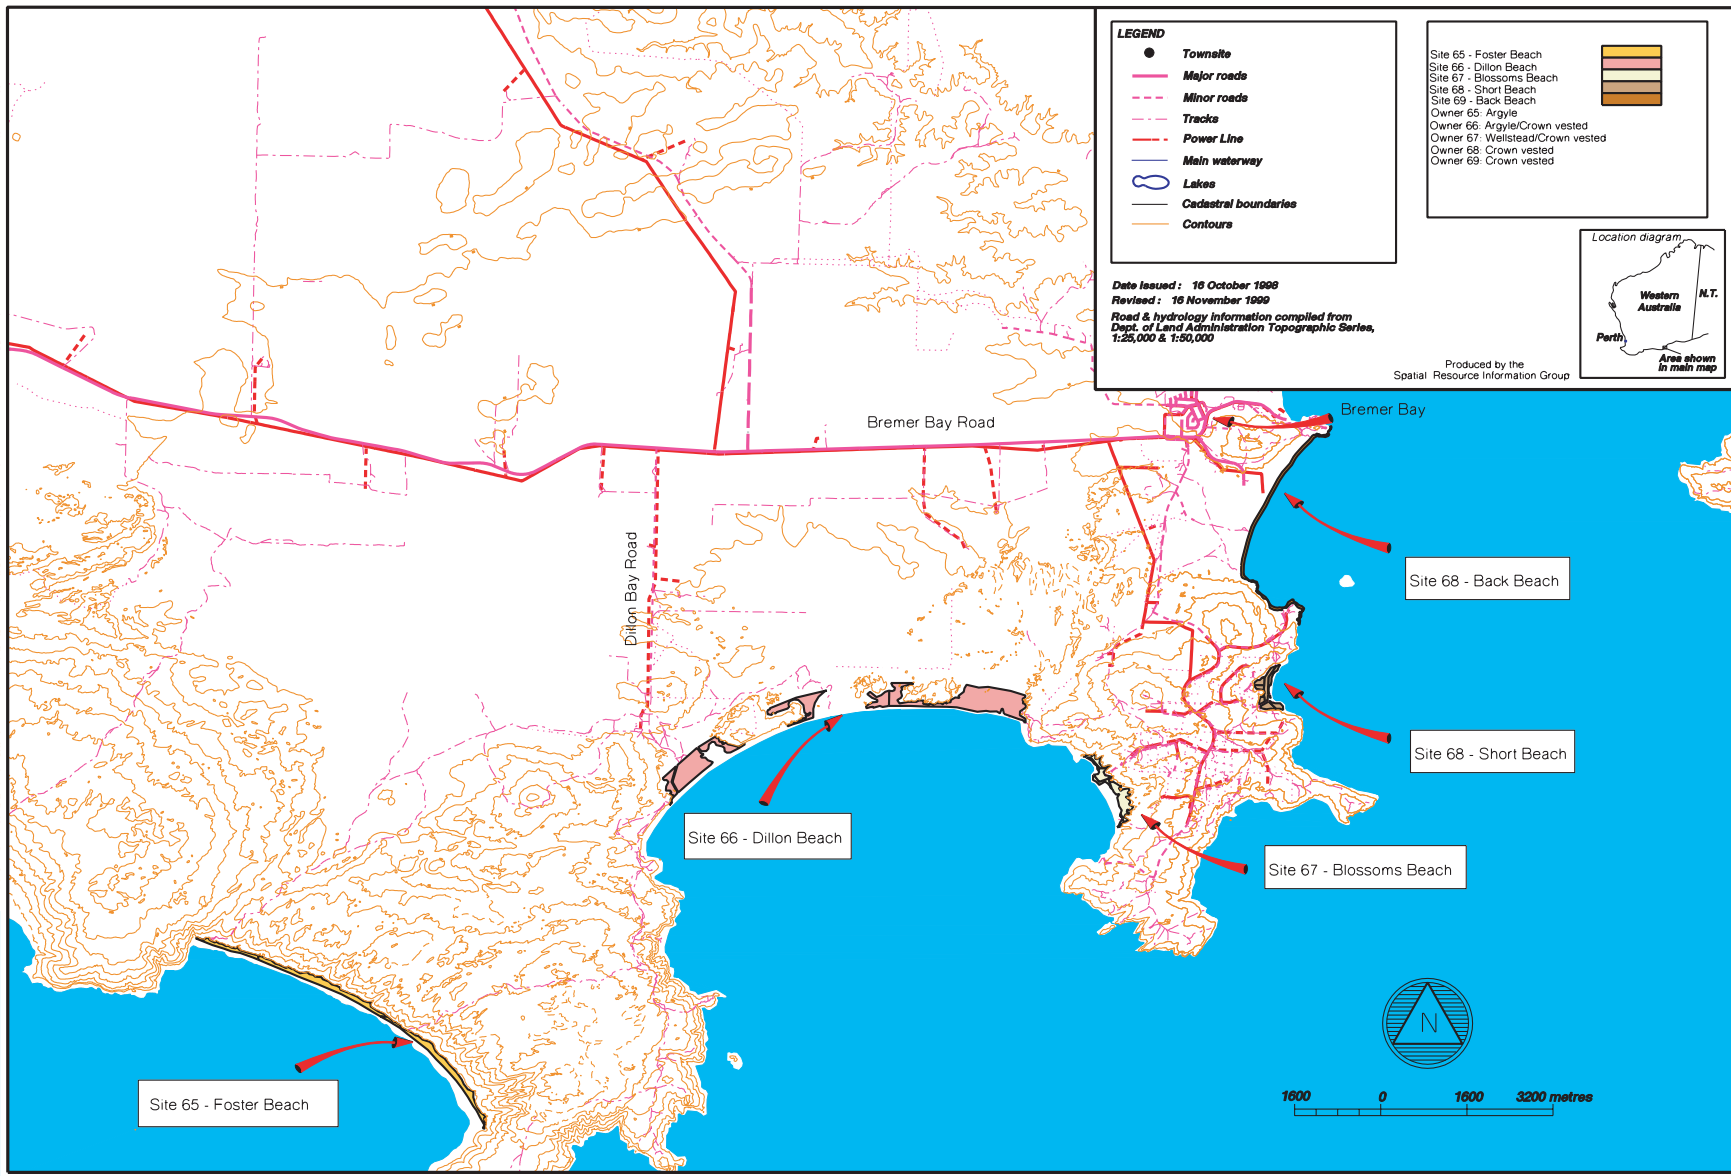 LEGEND
Townsite
Major roads
Minor roads
Tracks
Power Line
Main waterway
Lakes
Cadastral boundaries
Contours
Site 65 - Foster Beach
Site 66 - Dillon Beach
Site 67 - Blossoms Beach
Site 68 - Short Beach
Site 69 - Back Beach
Owner 65: Argyle
Owner 66: Argyle/Crown vested
Owner 67: Wellstead/Crown vested
Owner 68: Crown vested
Owner 69: Crown vested
Location diagram
Western
Australia
N.T.
Perth
Area shown
in main map
Date issued : 16 October 1998
Revised : 16 November 1999
Road & hydrology information compiled from
Dept. of Land Administration Topographic Series,
1:25,000 & 1:50,000
Produced by the
Spatial Resource Information Group
Bremer Bay
Bremer Bay Road
Dillon Bay Road
Site 68 - Back Beach
Site 68 - Short Beach
Site 66 - Dillon Beach
Site 67 - Blossoms Beach
Site 65 - Foster Beach
N
1600 0 1600 3200 metres